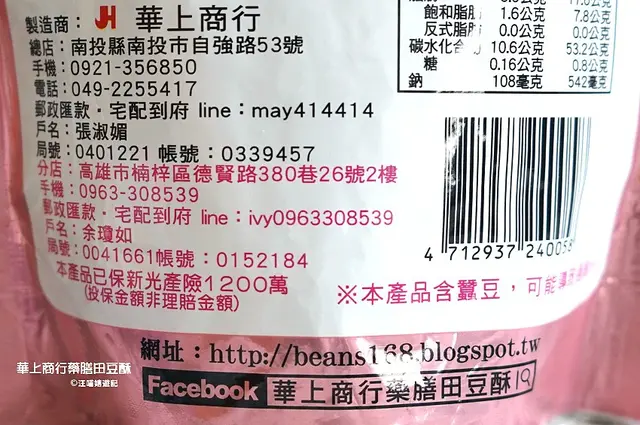 製造商： JH 華上商行
總店：南投縣南投市自強路53號
手機：0921-356850
電話：049-2255417
郵政匯款．宅配到府 line：may414414
戶名：張淑媚
局號：0401221 帳號：0339457
分店：高雄市楠梓區德賢路380巷26號2樓
手機：0963-308539
郵政匯款．宅配到府 line：ivy0963308539
戶名：余瓊如
局號：0041661帳號：0152184
本產品已保新光產險1200萬
(投保金額非理賠金額)
飽和脂肪 1.6公克 7.8公克
反式脂肪 0.0公克 0.0公克
碳水化合物 10.6公克 53.2公克
糖 0.16公克 0.8公克
鈉 108毫克 542毫克
4 712937 240058
※本產品含蠶豆，可能
網址：http://beans168.blogspot.tw
Facebook 華上商行藥膳田豆酥
華上商行藥膳田豆酥
©汪喵嬉遊記